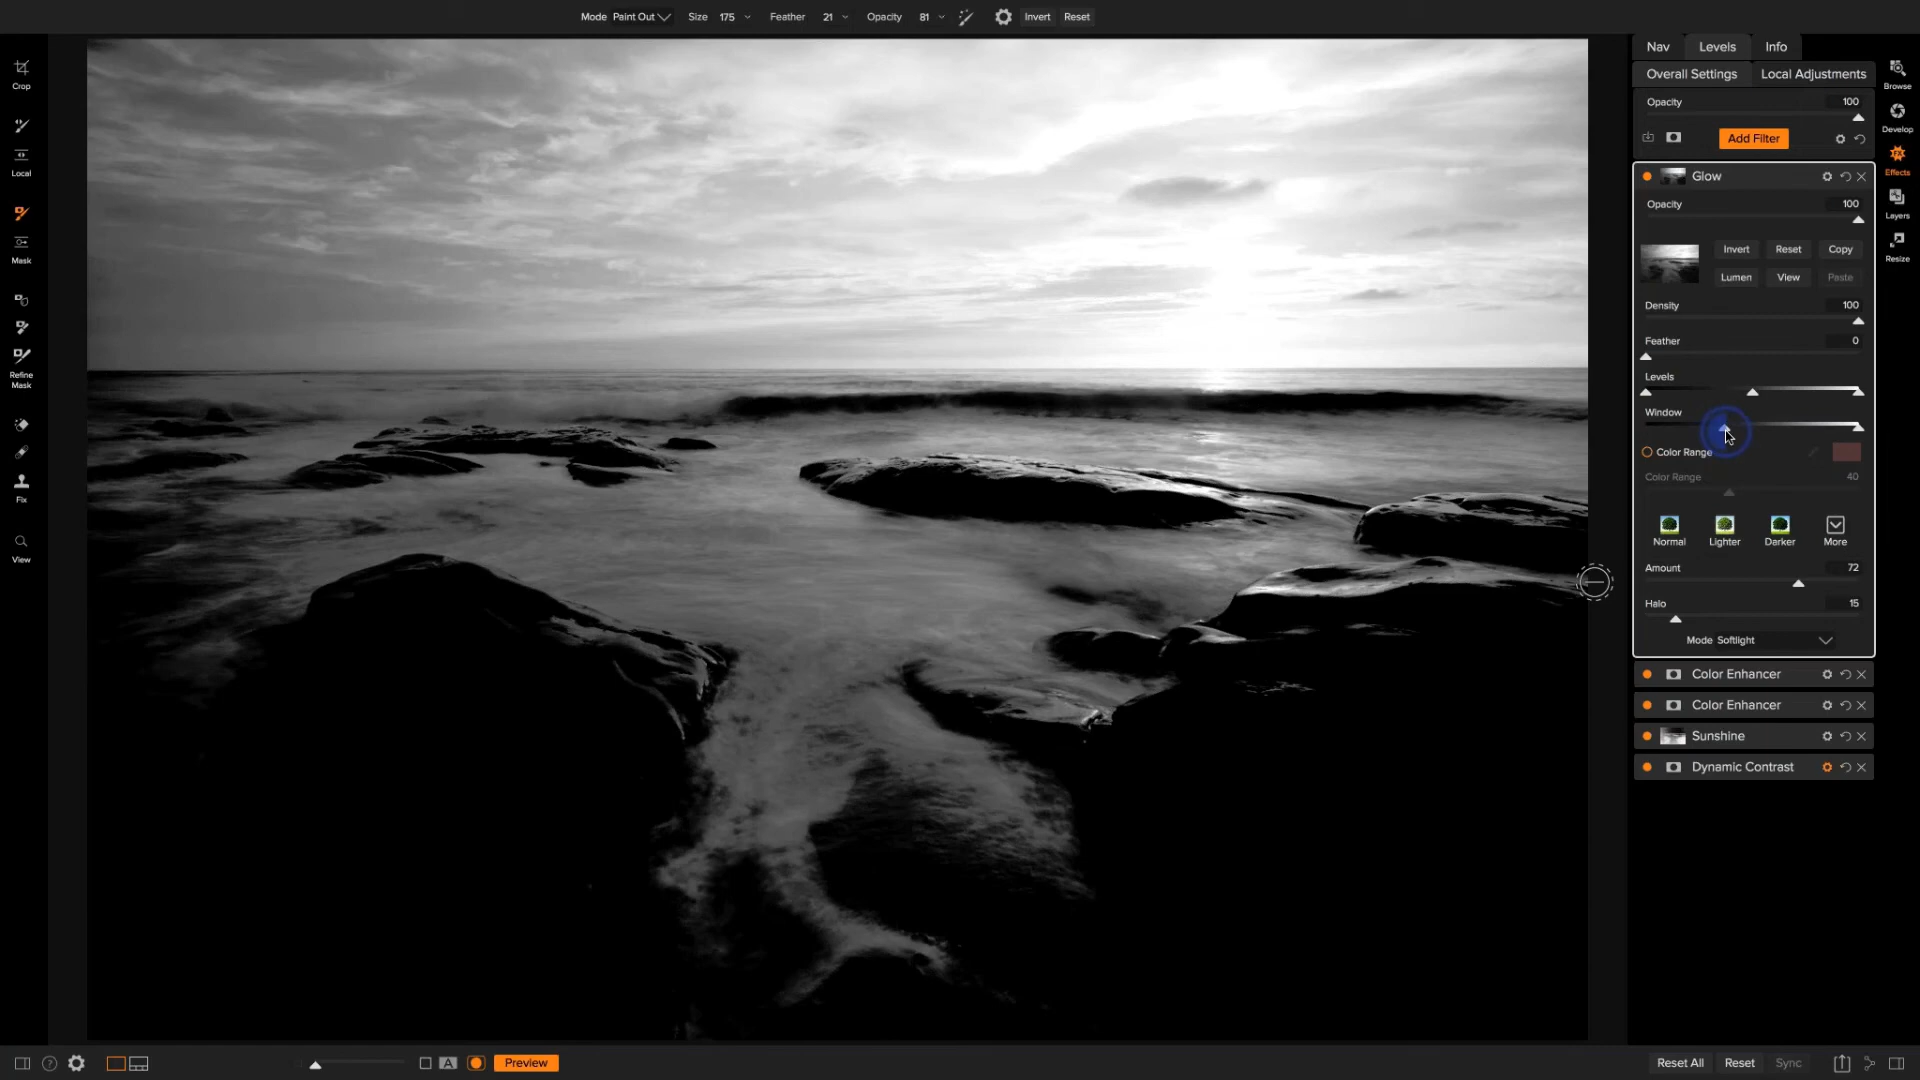 Mode Paint Out Size 175 Feather 21 Opacity 81 Invert Reset
Nav Levels Info
Overall Settings Local Adjustments
Opacity 100
Add Filter
Glow
Opacity 100
Invert Reset Copy
Lumen View Paste
Density 100
Feather 0
Levels
Window
Color Range
Color Range 40
Normal Lighter Darker More
Amount 72
Halo 15
Mode Softlight
Color Enhancer
Color Enhancer
Sunshine
Dynamic Contrast
Crop
Local
Mask
Refine
Mask
Fix
View
Browse
Develop
FX
Effects
Layers
Resize
? A Preview
Reset All Reset Sync